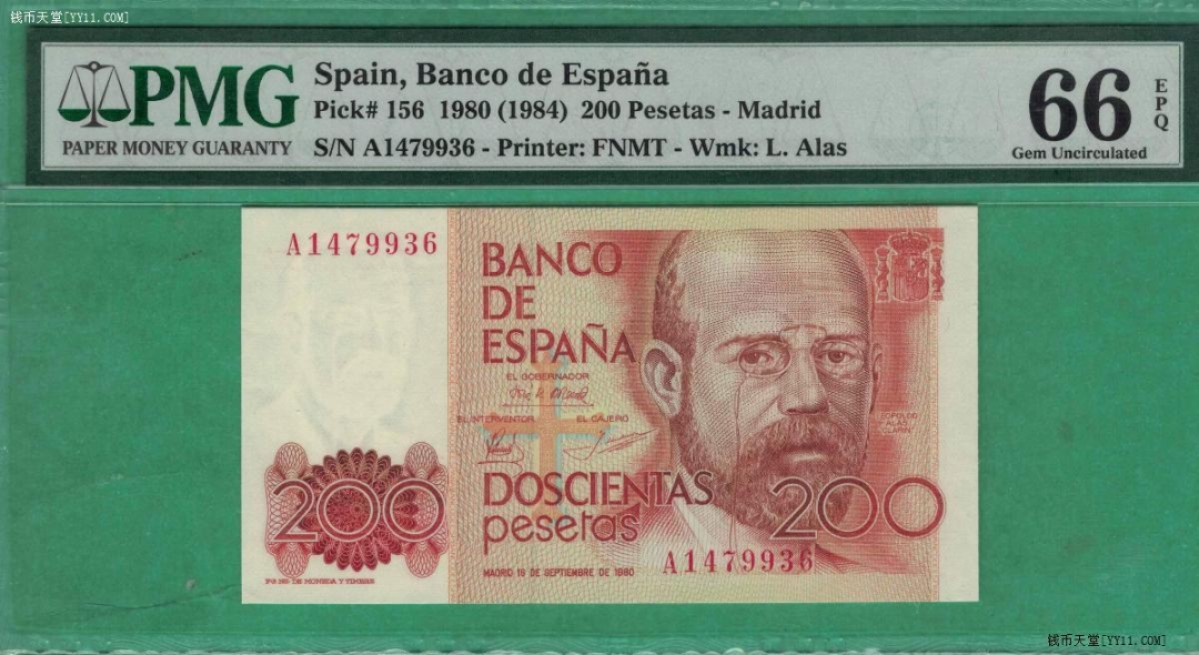 钱币天堂[YY11.COM]
PMG
PAPER MONEY GUARANTY
Spain, Banco de España
Pick# 156 1980 (1984) 200 Pesetas - Madrid
S/N A1479936 - Printer: FNMT - Wmk: L. Alas
66
EPQ
Gem Uncirculated
A1479936
BANCO
DE
ESPAÑA
EL GOBERNADOR
EL INTERVENTOR EL CAJERO
LEOPOLDO
ALAS
CLARIN
200
DOSCIENTAS
pesetas
200
A1479936
MADRID 16 DE SEPTIEMBRE DE 1980
钱币天堂[YY11.COM]